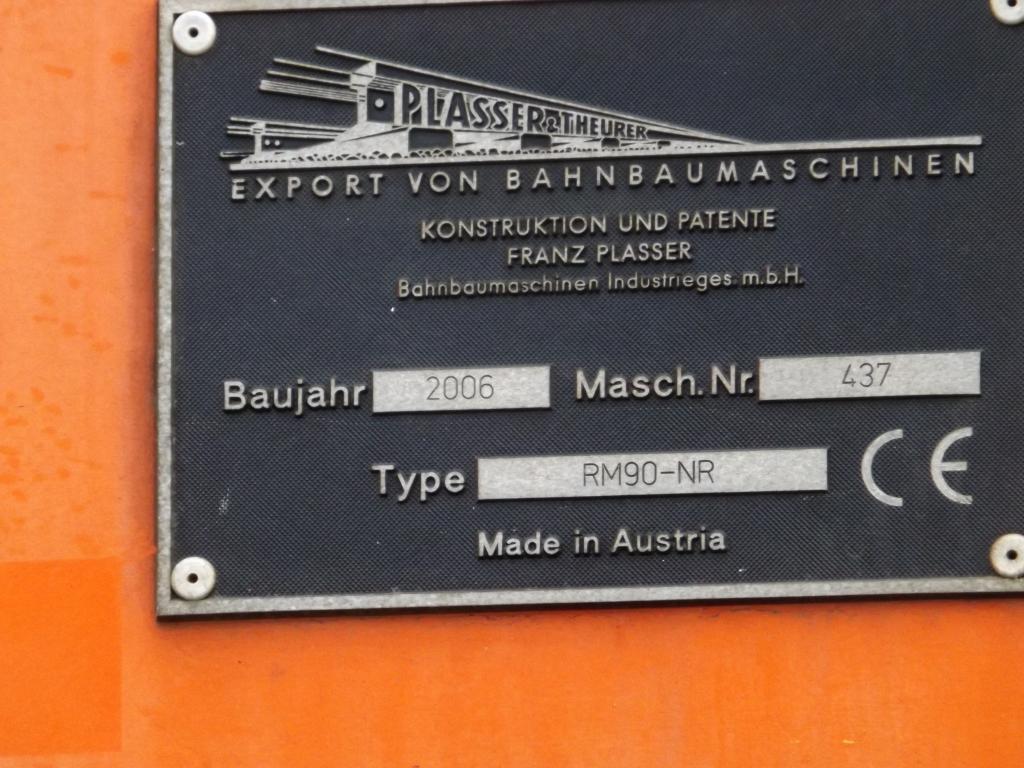 PLASSER & THEURER
EXPORT VON BAHNBAUMASCHINEN
KONSTRUKTION UND PATENTE
FRANZ PLASSER
Bahnbaumaschinen Industrieges.m.b.H.
Baujahr 2006 Masch.Nr. 437
Type RM90-NR CE
Made in Austria